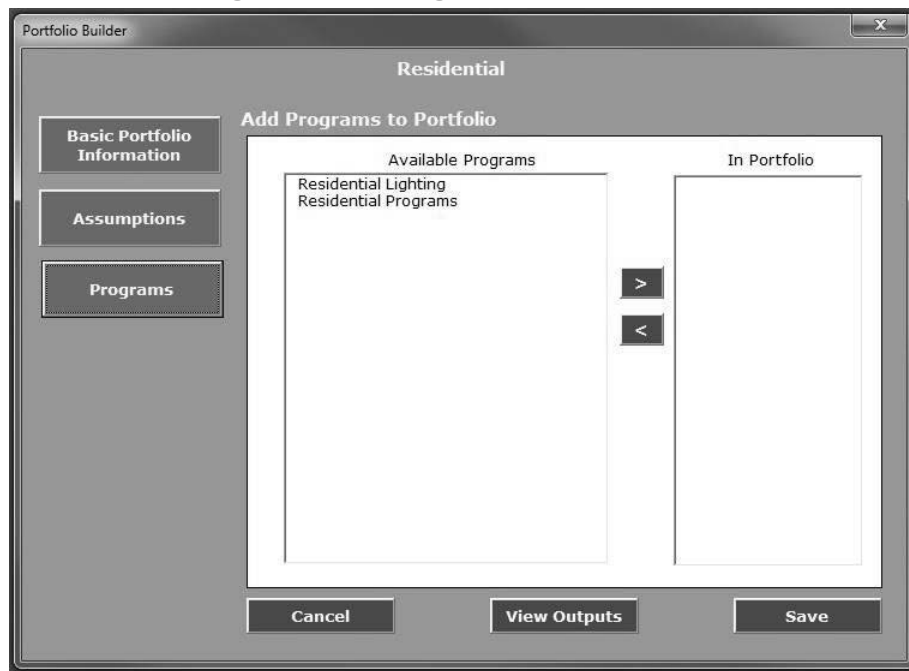 Portfolio Builder
X
Residential
Basic Portfolio
Information
Assumptions
Programs
Add Programs to Portfolio
Available Programs
In Portfolio
Residential Lighting
Residential Programs
>
<
Cancel
View Outputs
Save